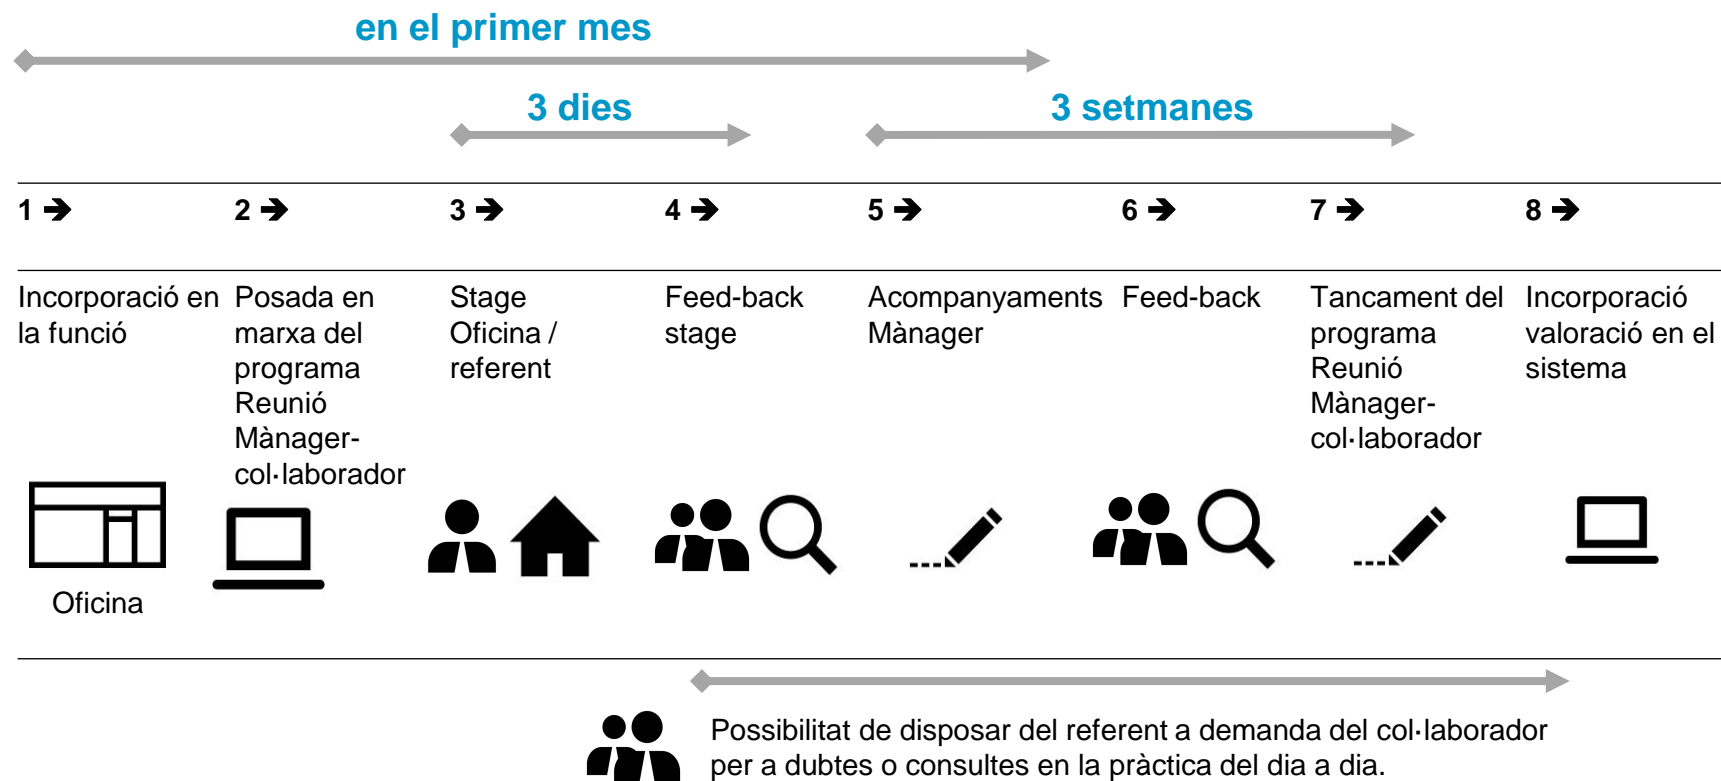 en el primer mes
3 dies
3 setmanes
1 →
2 →
3 →
4 →
5 →
6 →
7 →
8 →
Incorporació en
la funció
Posada en
marxa del
programa
Reunió
Mànager-
col·laborador
Stage
Oficina /
referent
Feed-back
stage
Acompanyaments
Mànager
Feed-back
Tancament del
programa
Reunió
Mànager-
col·laborador
Incorporació
valoració en el
sistema
Oficina
Possibilitat de disposar del referent a demanda del col·laborador
per a dubtes o consultes en la pràctica del dia a dia.